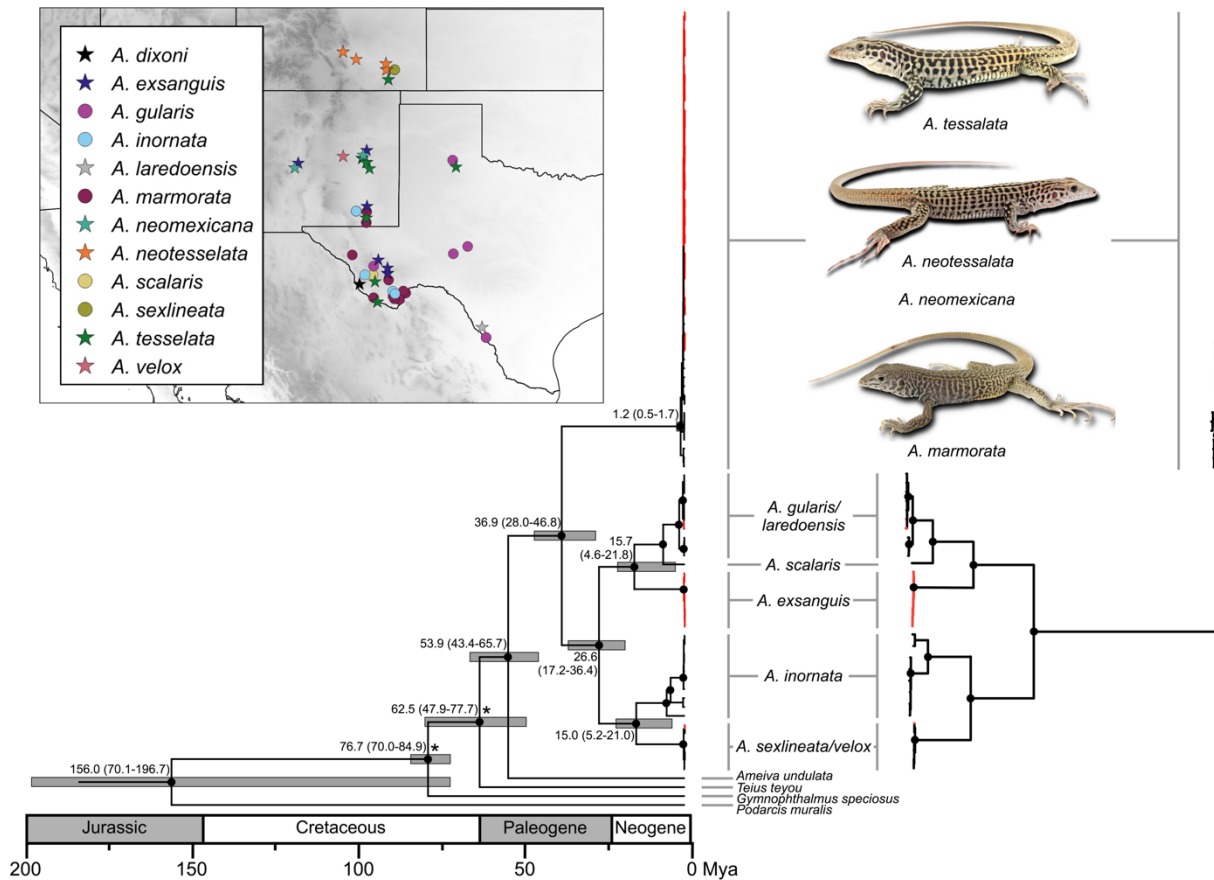 A. dixoni
A. exsanguis
A. gularis
A. inornata
A. laredoensis
A. marmorata
A. neomexicana
A. neotesselata
A. scalaris
A. sexlineata
A. tesselata
A. velox
A. tessalata
A. neotessalata
A. neomexicana
A. marmorata
1.2 (0.5-1.7)
36.9 (28.0-46.8)
15.7
(4.6-21.8)
A. gularis/
laredoensis
A. scalaris
A. exsanguis
53.9 (43.4-65.7)
26.6
(17.2-36.4)
A. inornata
62.5 (47.9-77.7) *
15.0 (5.2-21.0)
A. sexlineata/velox
76.7 (70.0-84.9) *
156.0 (70.1-196.7)
Ameiva undulata
Teius teyou
Gymnophthalmus speciosus
Podarcis muralis
Jurassic Cretaceous Paleogene Neogene
200 150 100 50 0 Mya